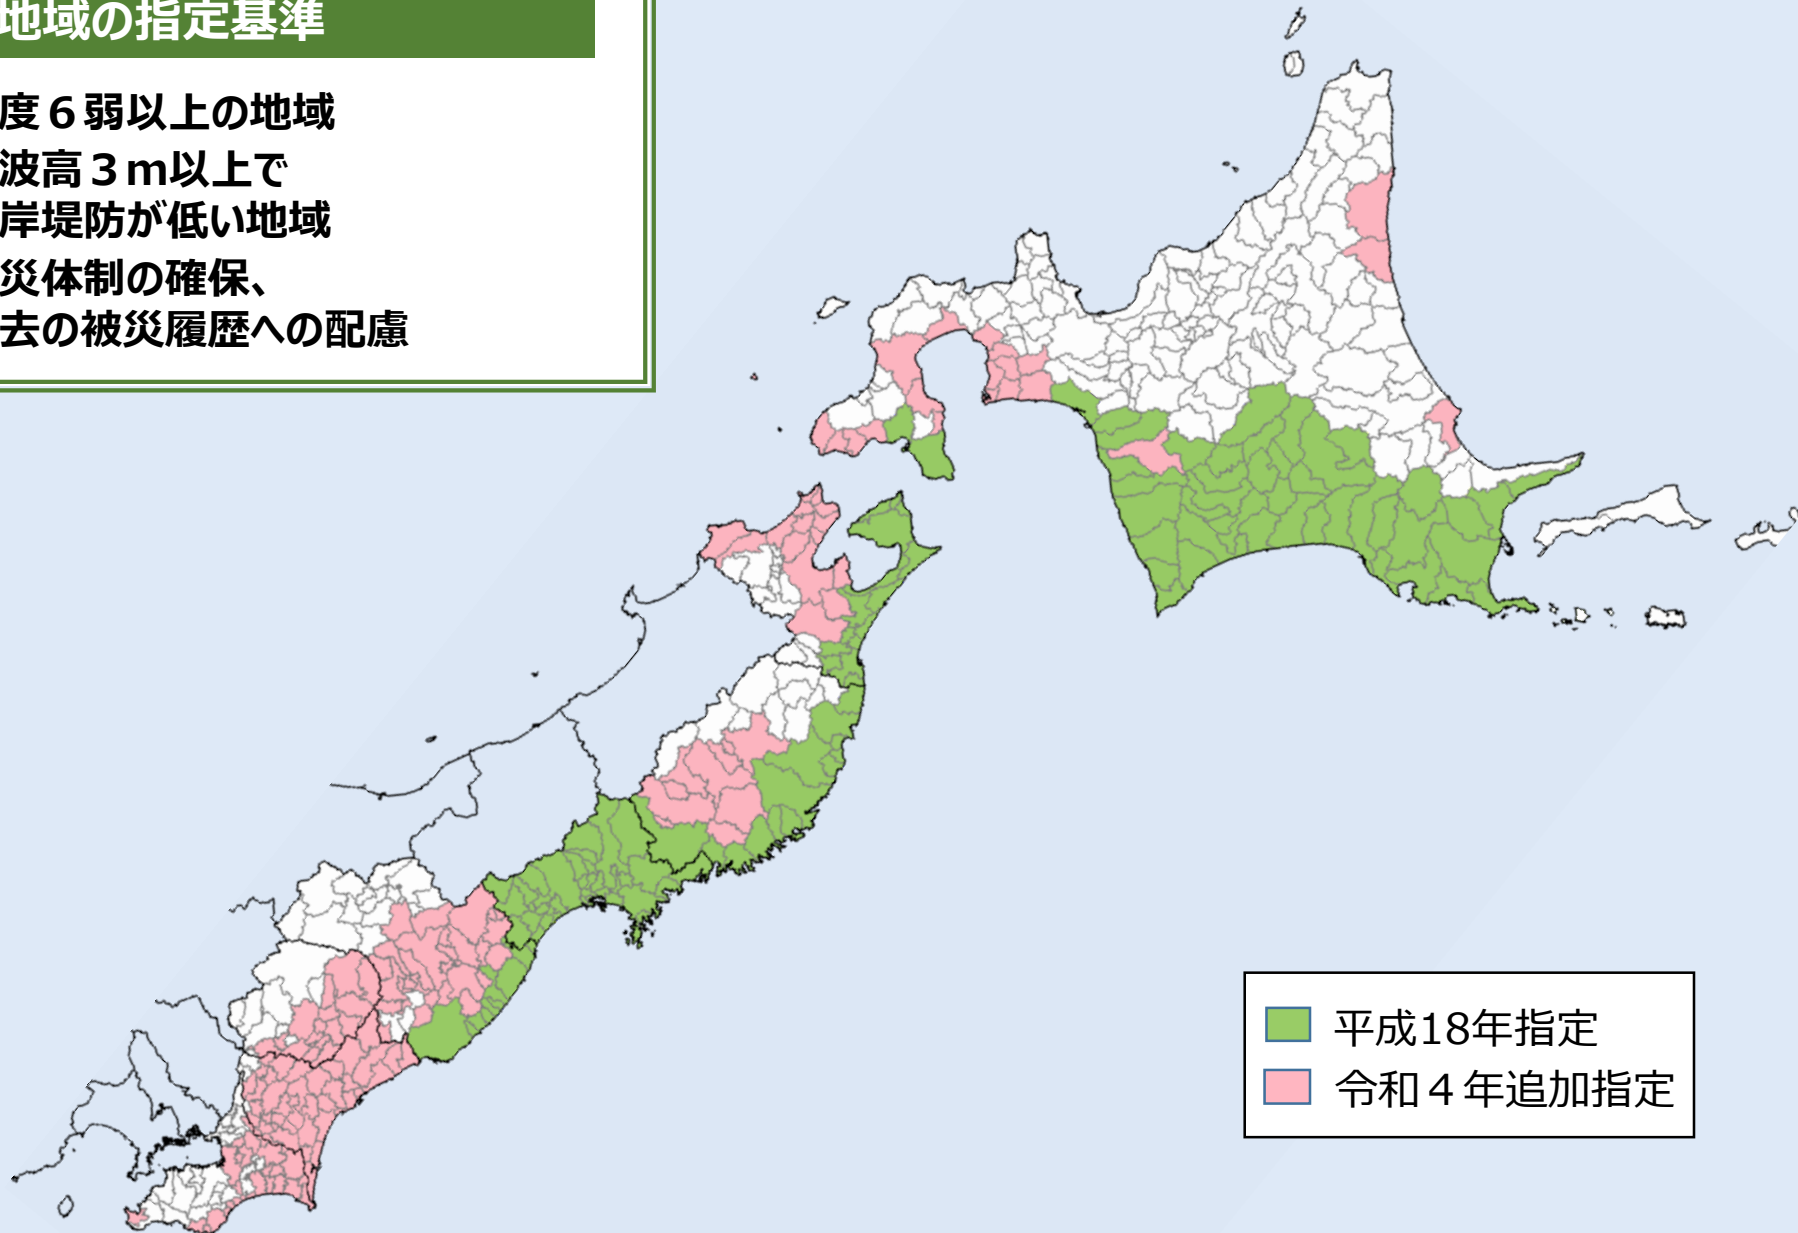 地域の指定基準
度６弱以上の地域
波高３ｍ以上で
岸堤防が低い地域
災体制の確保、
去の被災履歴への配慮
平成18年指定
令和４年追加指定